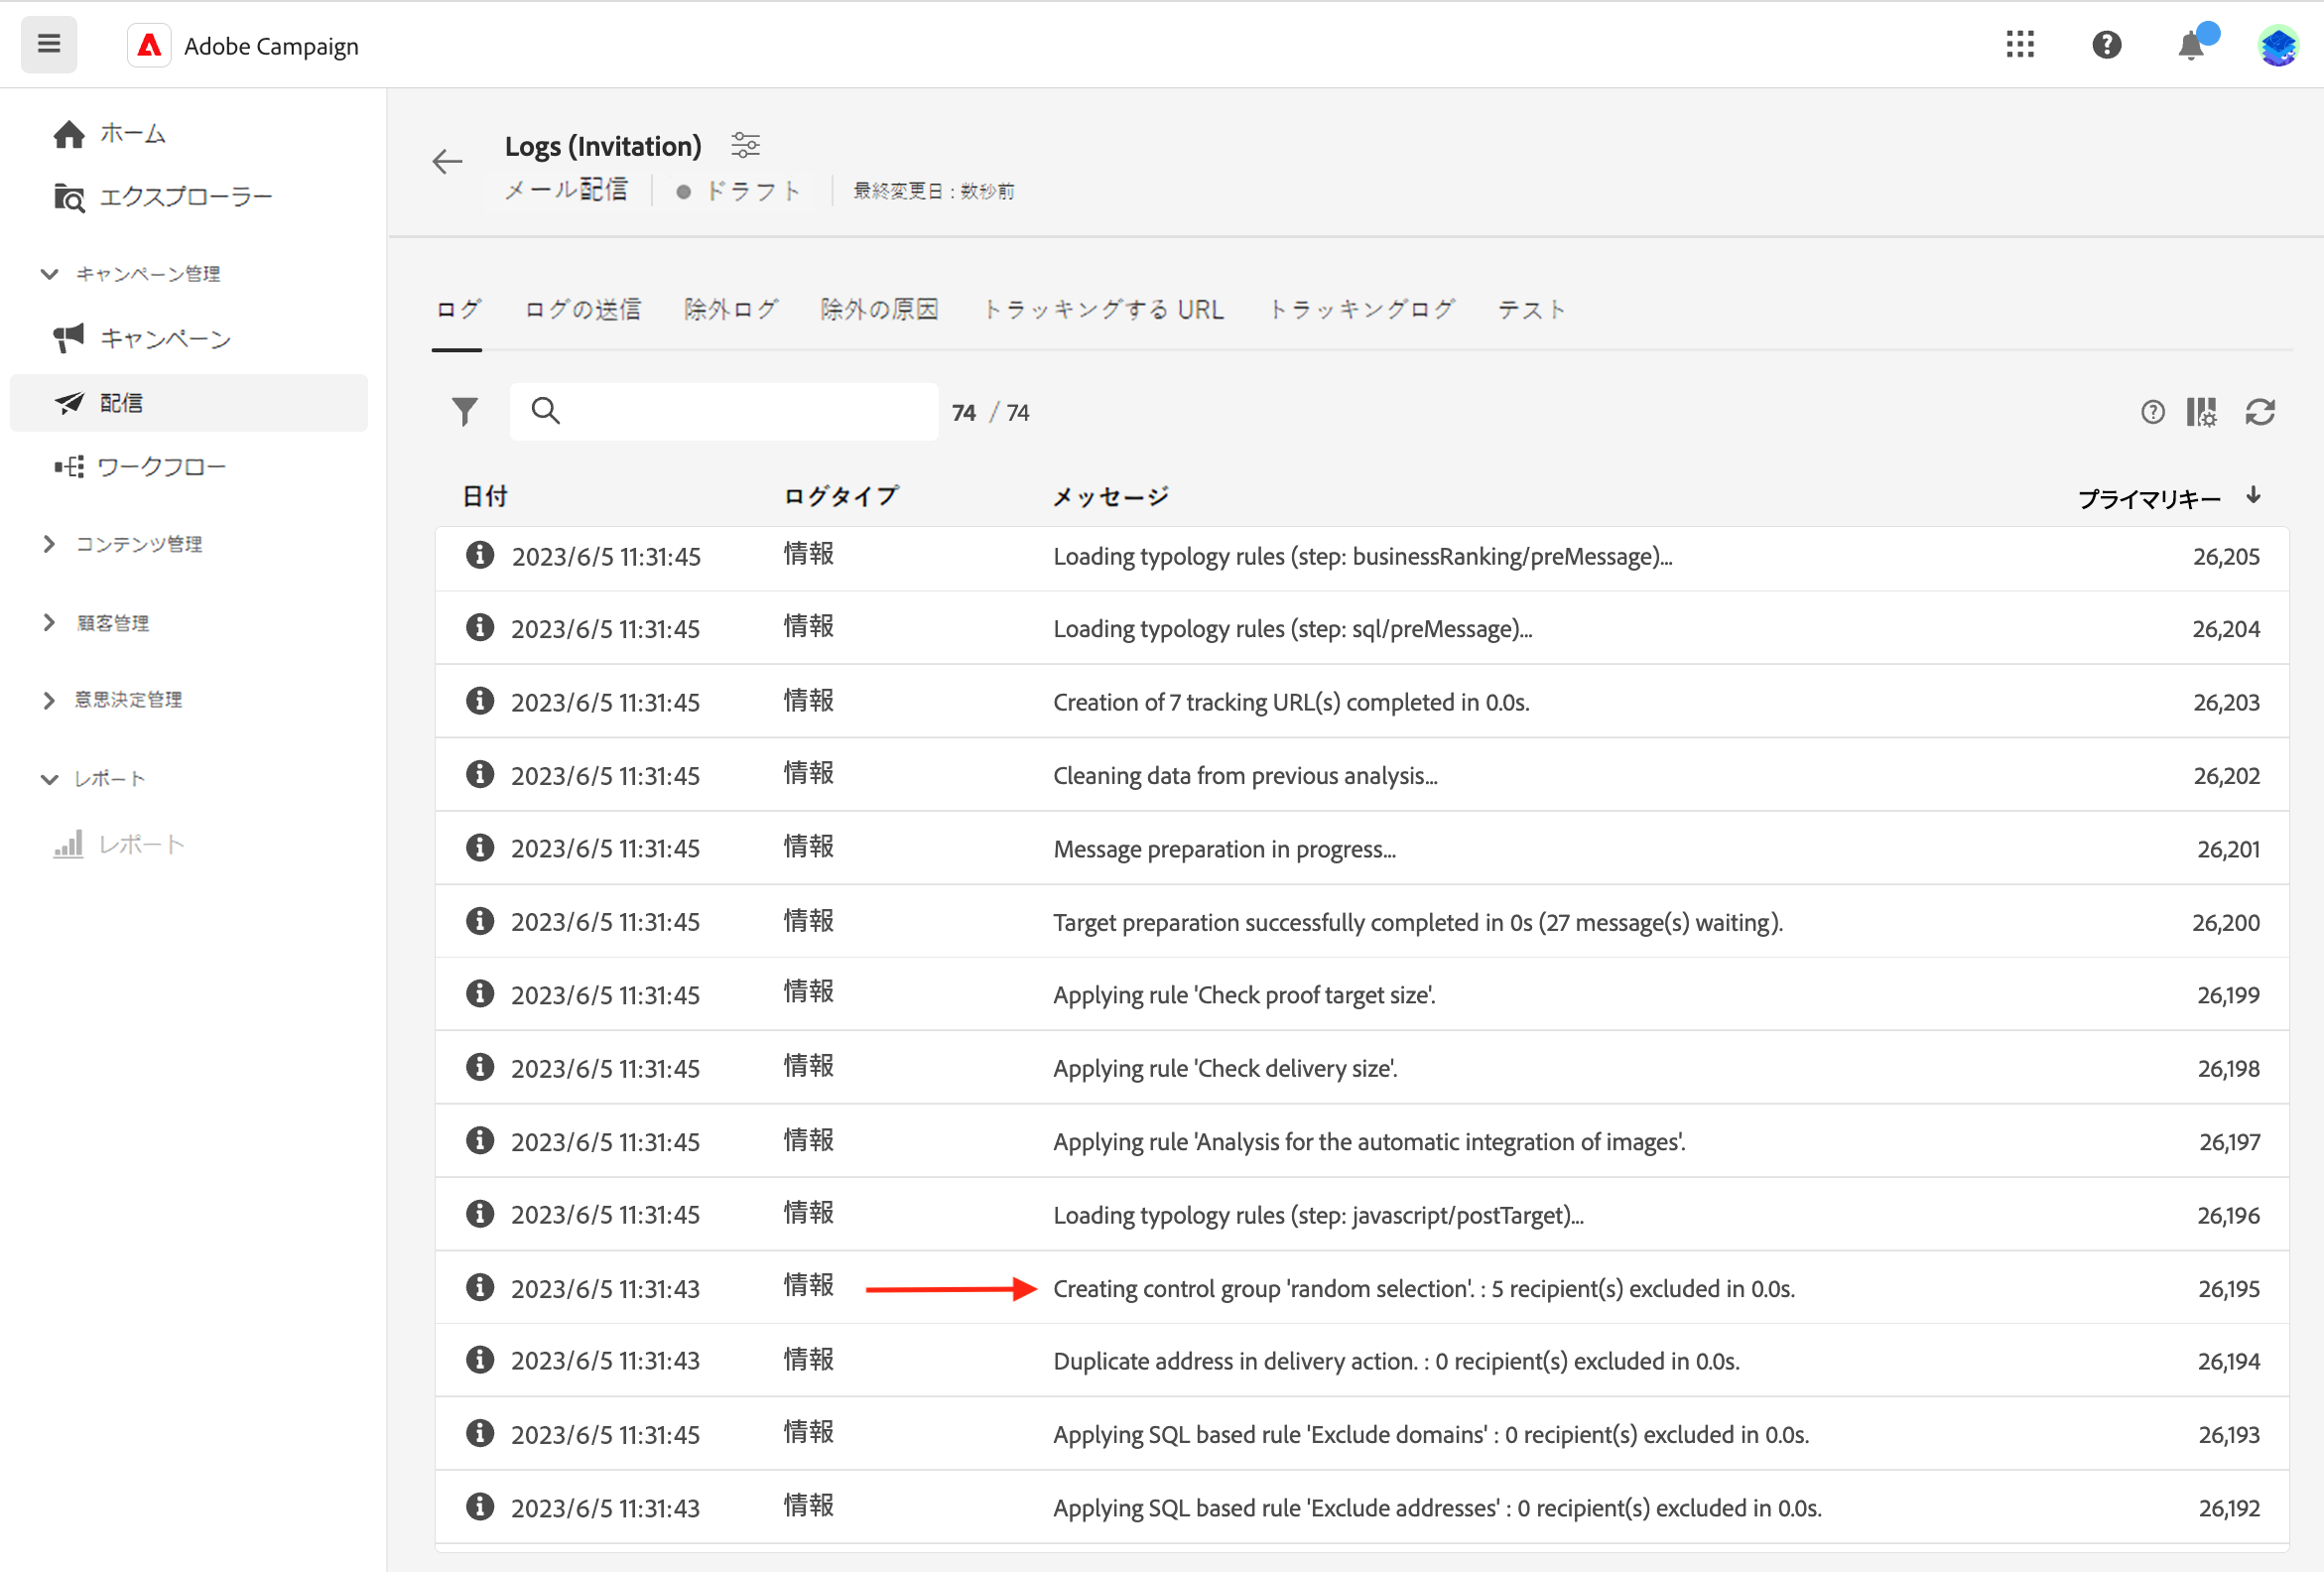 Adobe Campaign
ホーム
エクスプローラー
キャンペーン管理
キャンペーン
配信
ワークフロー
コンテンツ管理
顧客管理
意思決定管理
レポート
レポート
Logs (Invitation)
メール配信 ドラフト 最終変更日 : 数秒前
ログ ログの送信 除外ログ 除外の原因 トラッキングする URL トラッキングログ テスト
74 / 74
日付 ログタイプ メッセージ プライマリキー
2023/6/5 11:31:45 情報 Loading typology rules (step: businessRanking/preMessage)... 26,205
2023/6/5 11:31:45 情報 Loading typology rules (step: sql/preMessage)... 26,204
2023/6/5 11:31:45 情報 Creation of 7 tracking URL(s) completed in 0.0s. 26,203
2023/6/5 11:31:45 情報 Cleaning data from previous analysis... 26,202
2023/6/5 11:31:45 情報 Message preparation in progress... 26,201
2023/6/5 11:31:45 情報 Target preparation successfully completed in 0s (27 message(s) waiting). 26,200
2023/6/5 11:31:45 情報 Applying rule 'Check proof target size'. 26,199
2023/6/5 11:31:45 情報 Applying rule 'Check delivery size'. 26,198
2023/6/5 11:31:45 情報 Applying rule 'Analysis for the automatic integration of images'. 26,197
2023/6/5 11:31:45 情報 Loading typology rules (step: javascript/postTarget)... 26,196
2023/6/5 11:31:43 情報 Creating control group 'random selection'. : 5 recipient(s) excluded in 0.0s. 26,195
2023/6/5 11:31:43 情報 Duplicate address in delivery action. : 0 recipient(s) excluded in 0.0s. 26,194
2023/6/5 11:31:45 情報 Applying SQL based rule 'Exclude domains' : 0 recipient(s) excluded in 0.0s. 26,193
2023/6/5 11:31:43 情報 Applying SQL based rule 'Exclude addresses' : 0 recipient(s) excluded in 0.0s. 26,192